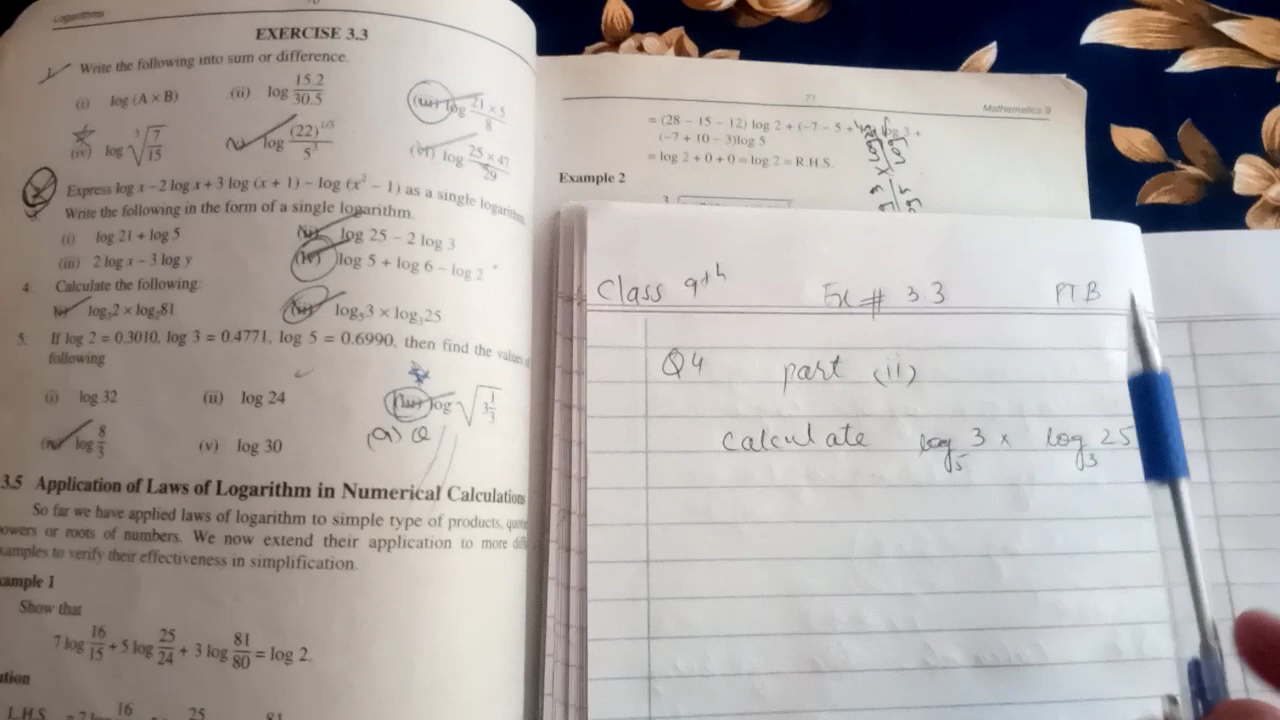 Logarithms
EXERCISE 3.3
1. Write the following into sum or difference.
(i) log (A × B) (ii) log 15.2/30.5 (iii) log 21 × 5/8
(iv) log ∛7/15 (v) log (22)^1/3/5³ (vi) log 25 × 47/29
Express log x − 2 log x + 3 log (x + 1) − log (x² − 1) as a single logarithm.
Write the following in the form of a single logarithm.
(i) log 21 + log 5 (ii) log 25 − 2 log 3
(iii) 2 log x − 3 log y (iv) log 5 + log 6 − log 2
4. Calculate the following:
(i) log₃2 × log₂81 (ii) log₅3 × log₃25
5. If log 2 = 0.3010, log 3 = 0.4771, log 5 = 0.6990, then find the values of
following
(i) log 32 (ii) log 24 (iii) log √3 1/3
(iv) log 8/3 (v) log 30
3.5 Application of Laws of Logarithm in Numerical Calculations
So far we have applied laws of logarithm to simple type of products,
powers or roots of numbers. We now extend their application to more
examples to verify their effectiveness in simplification.
Example 1
Show that
7 log 16/15 + 5 log 25/24 + 3 log 81/80 = log 2.
L.H.S = 7 log 16 25 81
71
Mathematics 9
= (28 − 15 − 12) log 2 + (−7 − 5 + log 3 +
(−7 + 10 − 3)log 5
= log 2 + 0 + 0 = log 2 = R.H.S.
Example 2
Class 9th Ex # 3.3 PTB
Q4 part (ii)
Calculate log₅ 3 × log₃ 25